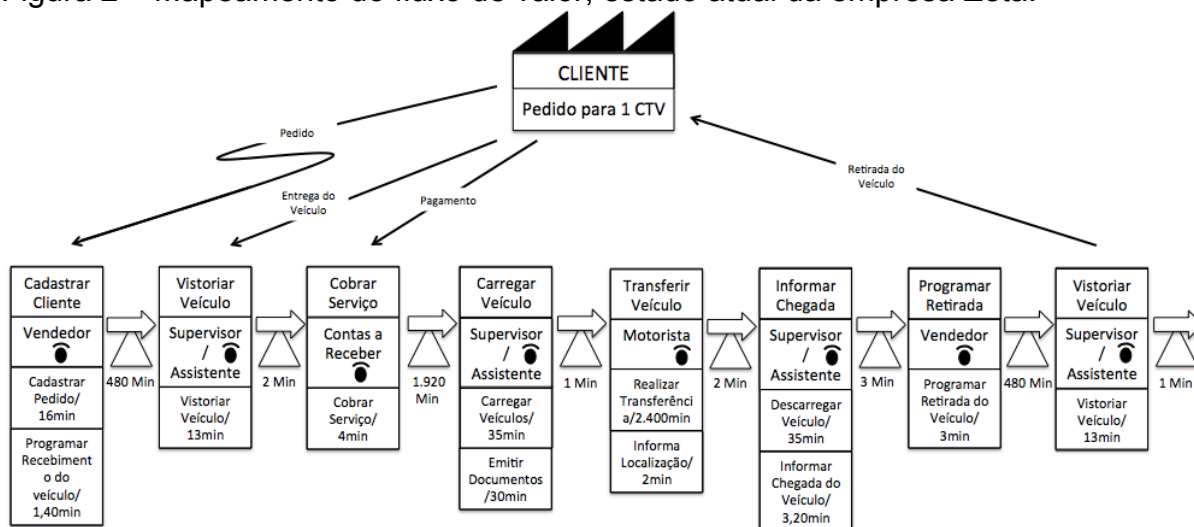 CLIENTE
Pedido para 1 CTV
Pedido
Entrega do
Veículo
Pagamento
Retirada do
Veículo
Cadastrar
Cliente
Vendedor
Cadastrar
Pedido/
16min
Programar
Recebiment
o do
veículo/
1,40min
480 Min
Vistoriar
Veículo
Supervisor
/
Assistente
Vistoriar
Veículo/
13min
2 Min
Cobrar
Serviço
Contas a
Receber
Cobrar
Serviço/
4min
1.920
Min
Carregar
Veículo
Supervisor
/
Assistente
Carregar
Veículos/
35min
Emitir
Documentos
/30min
1 Min
Transferir
Veículo
Motorista
Realizar
Transferênci
a/2.400min
Informa
Localização/
2min
2 Min
Informar
Chegada
Supervisor
/
Assistente
Descarregar
Veículo/
35min
Informar
Chegada do
Veículo/
3,20min
3 Min
Programar
Retirada
Vendedor
Programar
Retirada do
Veículo/
3min
480 Min
Vistoriar
Veículo
Supervisor
/
Assistente
Vistoriar
Veículo/
13min
1 Min